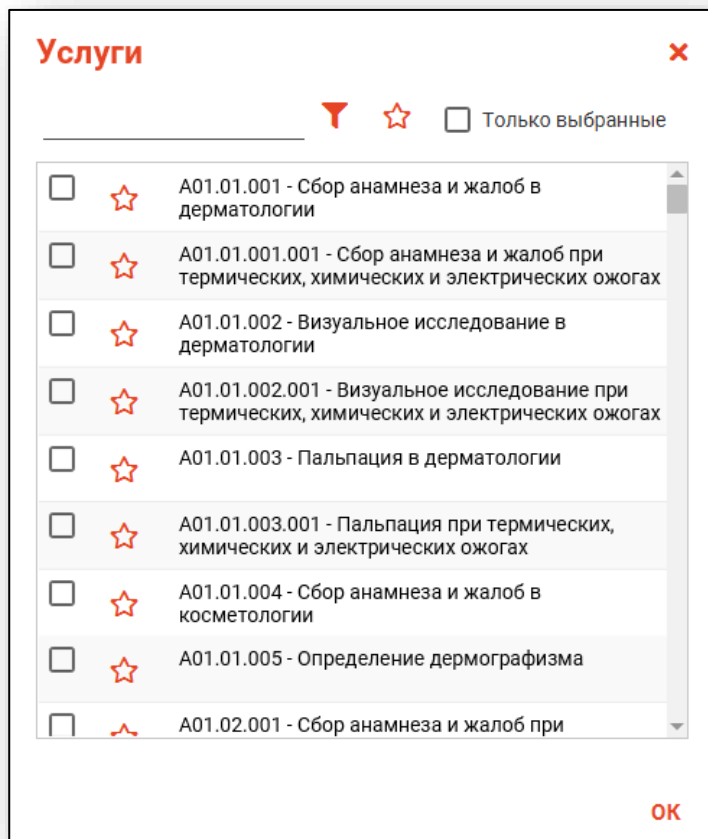 Услуги
Только выбранные
A01.01.001 - Сбор анамнеза и жалоб в
дерматологии
A01.01.001.001 - Сбор анамнеза и жалоб при
термических, химических и электрических ожогах
A01.01.002 - Визуальное исследование в
дерматологии
A01.01.002.001 - Визуальное исследование при
термических, химических и электрических ожогах
A01.01.003 - Пальпация в дерматологии
A01.01.003.001 - Пальпация при термических,
химических и электрических ожогах
A01.01.004 - Сбор анамнеза и жалоб в
косметологии
A01.01.005 - Определение дермографизма
A01.02.001 - Сбор анамнеза и жалоб при
ОК